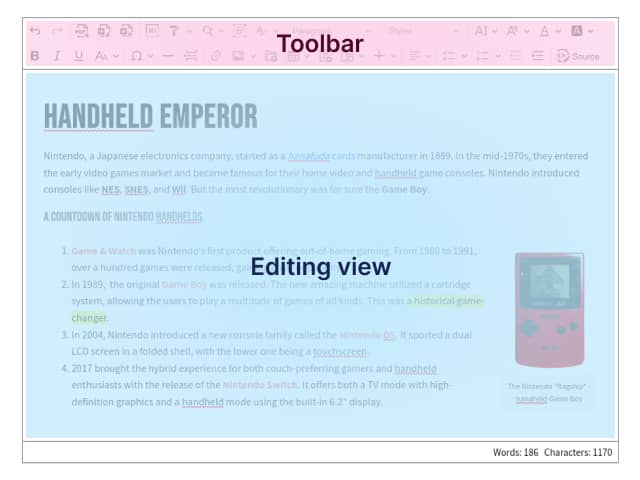 Styles
Toolbar
B I U
Source
HANDHELD EMPEROR
Nintendo, a Japanese electronics company, started as a hanafuda cards manufacturer in 1889. In the mid-1970s, they entered
the early video games market and became famous for their home video and handheld game consoles. Nintendo introduced
consoles like NES, SNES, and Wii. But the most revolutionary was for sure the Game Boy.
A COUNTDOWN OF NINTENDO HANDHELDS
1. Game & Watch was Nintendo's first product offering out-of-home gaming. From 1980 to 1991,
over a hundred games were released,
Editing view
2. In 1989, the original Game Boy was released. The new amazing machine utilized a cartridge
system, allowing the users to play a multitude of games of all kinds. This was a historical game-
changer.
3. In 2004, Nintendo introduced a new console family called the Nintendo DS. It sported a dual
LCD screen in a folded shell, with the lower one being a touchscreen.
4. 2017 brought the hybrid experience for both couch-preferring gamers and handheld
enthusiasts with the release of the Nintendo Switch. It offers both a TV mode with high-
definition graphics and a handheld mode using the built-in 6.2" display.
The Nintendo "flagship" -
handheld Game Boy
Words: 186 Characters: 1170